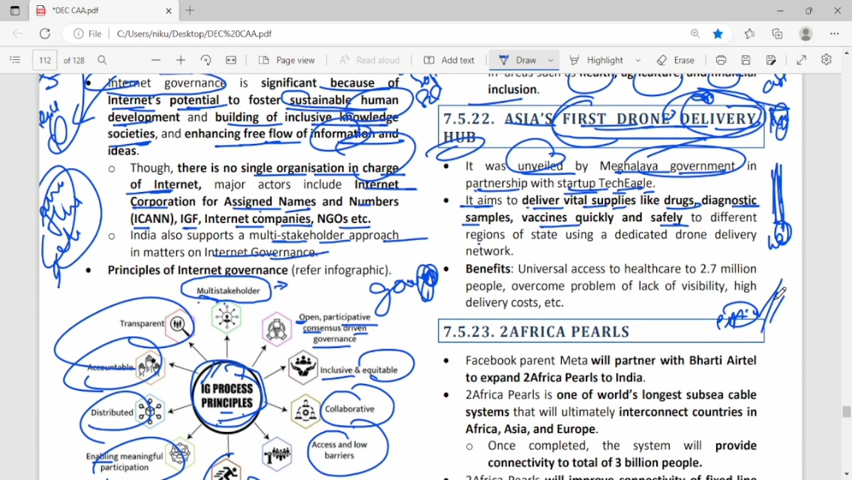 *DEC CAA.pdf
File
C:/Users/niku/Desktop/DEC%20CAA.pdf
112 of 128
Page view
Read aloud
Add text
Draw
Highlight
Erase
Internet governance is significant because of
Internet's potential to foster sustainable human
development and building of inclusive knowledge
societies, and enhancing free flow of information and
ideas.
Though, there is no single organisation in charge
of Internet, major actors include Internet
Corporation for Assigned Names and Numbers
(ICANN), IGF, Internet companies, NGOs etc.
India also supports a multi-stakeholder approach
in matters on Internet Governance.
Principles of Internet governance (refer infographic).
Multistakeholder
Transparent
Open, participative
consensus driven
governance
Accountable
Inclusive & equitable
IG PROCESS
PRINCIPLES
Distributed
Collaborative
Enabling meaningful
participation
Access and low
barriers
inclusion.
7.5.22. ASIA'S FIRST DRONE DELIVERY
HUB
It was unveiled by Meghalaya government in
partnership with startup TechEagle.
It aims to deliver vital supplies like drugs, diagnostic
samples, vaccines quickly and safely to different
regions of state using a dedicated drone delivery
network.
Benefits: Universal access to healthcare to 2.7 million
people, overcome problem of lack of visibility, high
delivery costs, etc.
7.5.23. 2AFRICA PEARLS
Facebook parent Meta will partner with Bharti Airtel
to expand 2Africa Pearls to India.
2Africa Pearls is one of world's longest subsea cable
systems that will ultimately interconnect countries in
Africa, Asia, and Europe.
Once completed, the system will provide
connectivity to total of 3 billion people.
2Africa Pearls will improve connectivity of fixed line